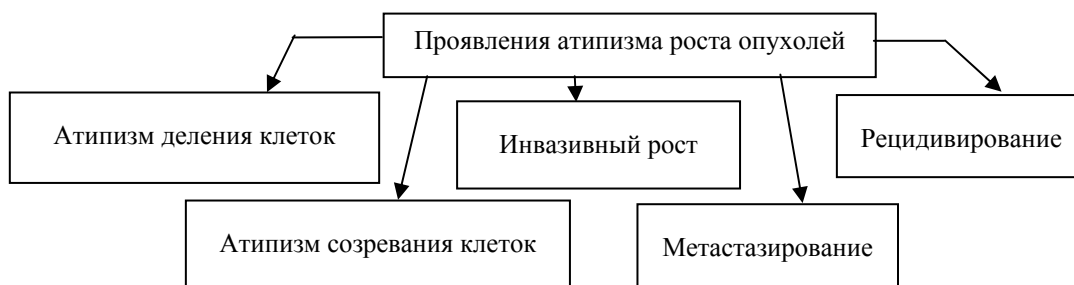 Проявления атипизма роста опухолей
Атипизм деления клеток
Инвазивный рост
Рецидивирование
Атипизм созревания клеток
Метастазирование